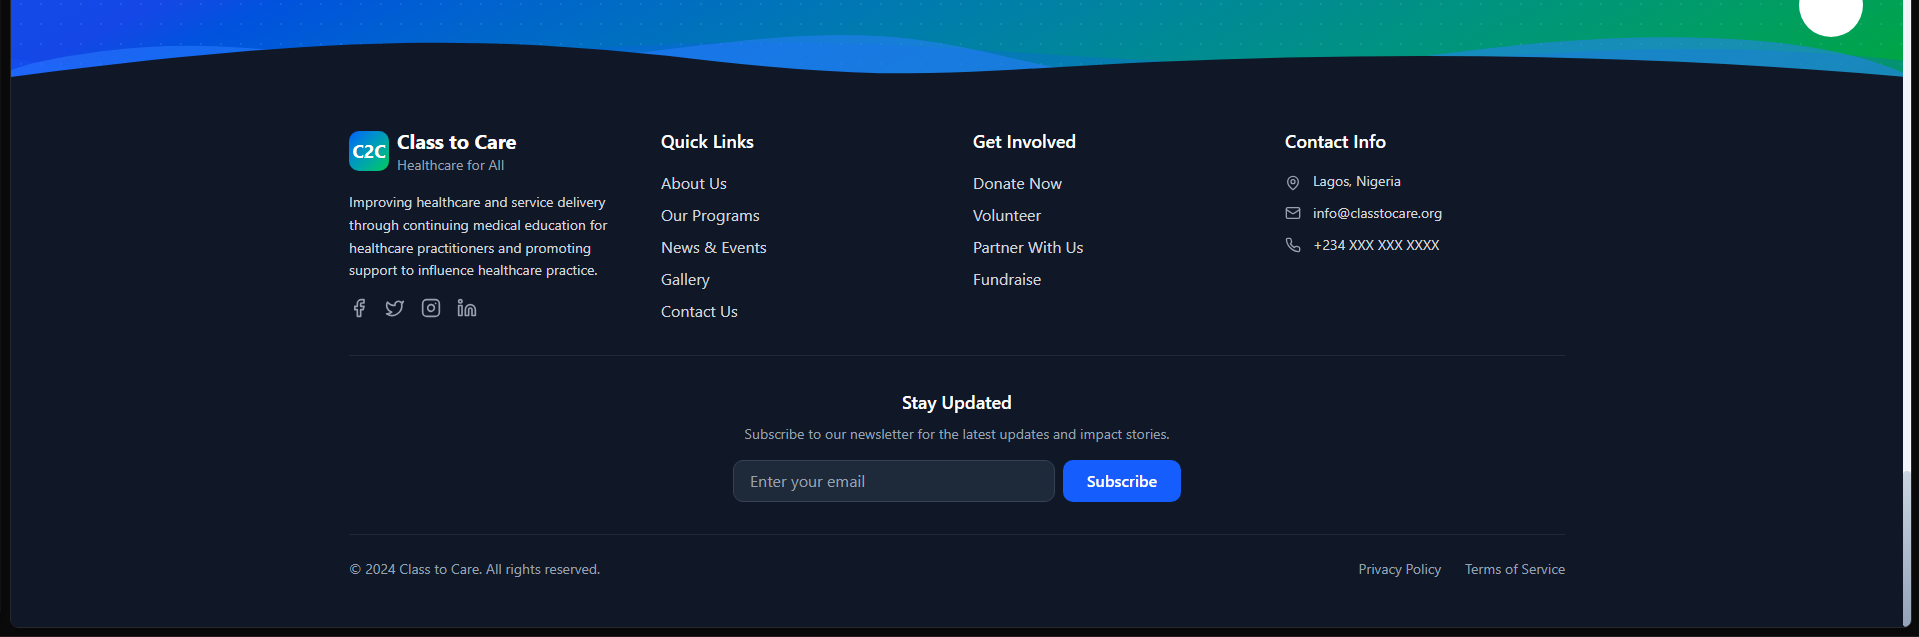 C2C
Class to Care
Healthcare for All
Improving healthcare and service delivery
through continuing medical education for
healthcare practitioners and promoting
support to influence healthcare practice.
Quick Links
About Us
Our Programs
News & Events
Gallery
Contact Us
Get Involved
Donate Now
Volunteer
Partner With Us
Fundraise
Contact Info
Lagos, Nigeria
info@classtocare.org
+234 XXX XXX XXXX
Stay Updated
Subscribe to our newsletter for the latest updates and impact stories.
Enter your email
Subscribe
© 2024 Class to Care. All rights reserved.
Privacy Policy
Terms of Service